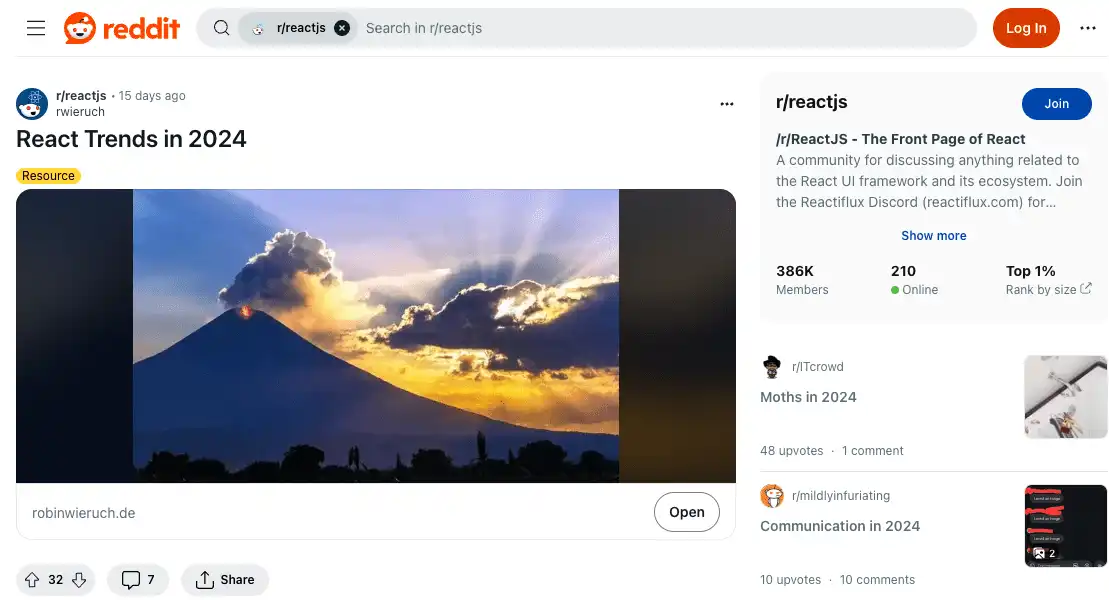 reddit
r/reactjs
Search in r/reactjs
Log In
r/reactjs • 15 days ago
rwieruch
React Trends in 2024
Resource
robinwieruch.de
Open
32
7
Share
r/reactjs
Join
/r/ReactJS - The Front Page of React
A community for discussing anything related to
the React UI framework and its ecosystem. Join
the Reactiflux Discord (reactiflux.com) for...
Show more
386K
210
Top 1%
Members
Online
Rank by size
r/ITcrowd
Moths in 2024
48 upvotes · 1 comment
r/mildlyinfuriating
Communication in 2024
2
10 upvotes · 10 comments